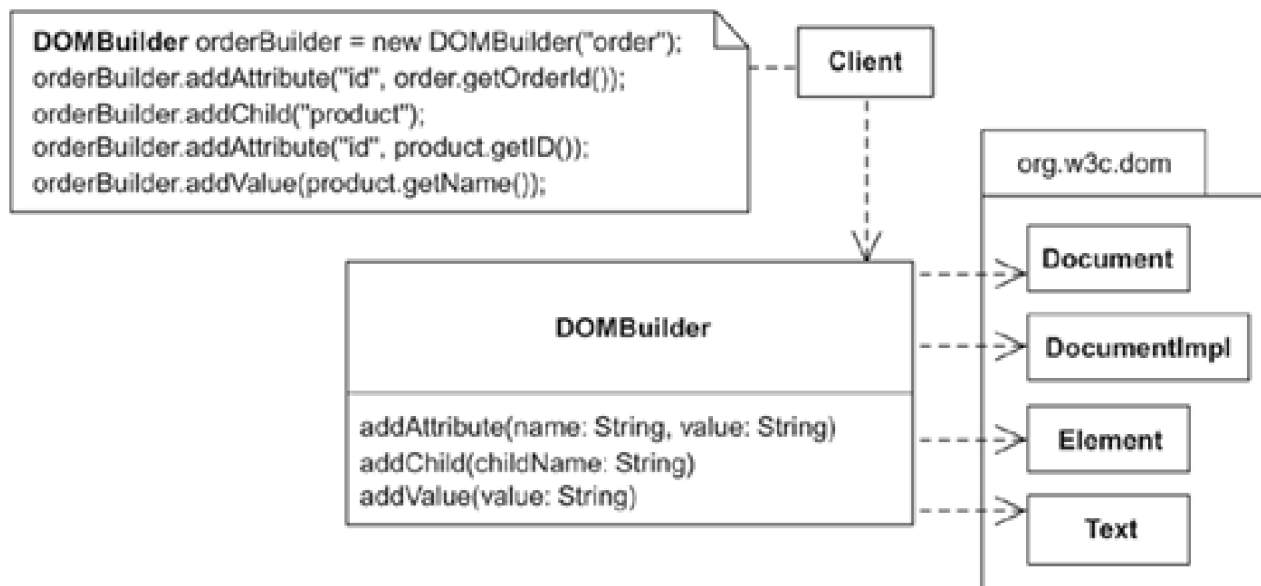 DOMBuilder orderBuilder = new DOMBuilder("order");
orderBuilder.addAttribute("id", order.getOrderId());
orderBuilder.addChild("product");
orderBuilder.addAttribute("id", product.getID());
orderBuilder.addValue(product.getName());
Client
org.w3c.dom
Document
DOMBuilder
DocumentImpl
addAttribute(name: String, value: String)
addChild(childName: String)
addValue(value: String)
Element
Text